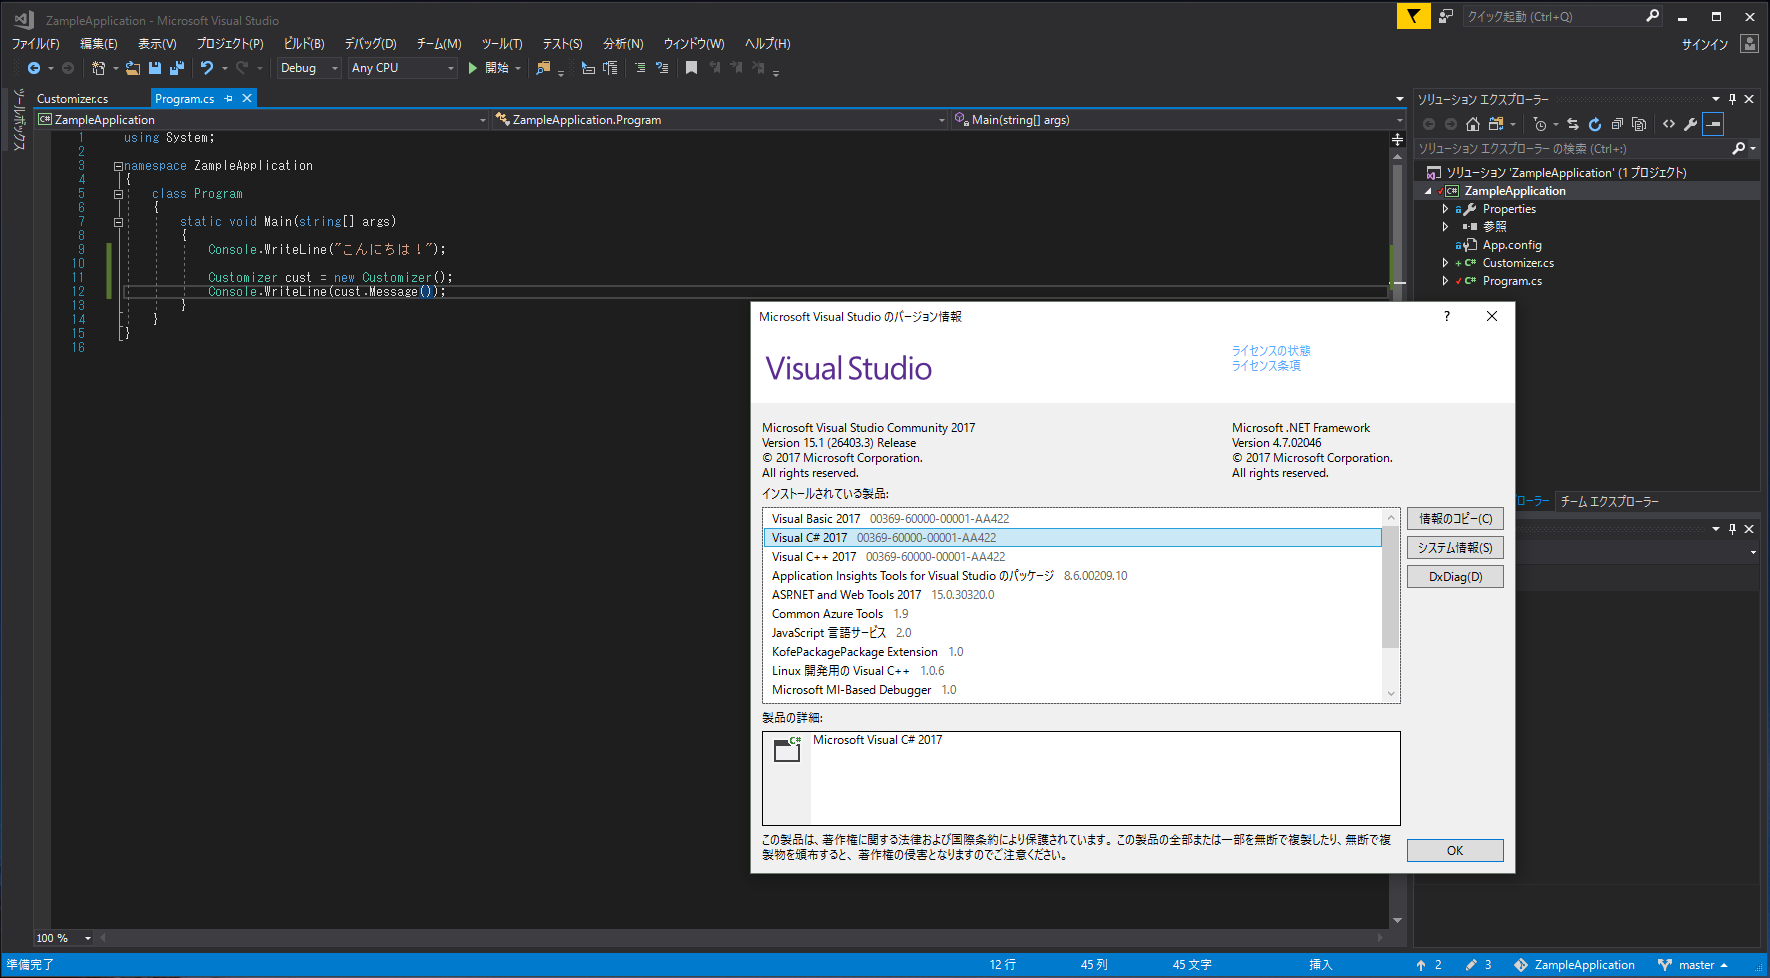 ZampleApplication - Microsoft Visual Studio
クイック起動 (Ctrl+Q)
ファイル(F) 編集(E) 表示(V) プロジェクト(P) ビルド(B) デバッグ(D) チーム(M) ツール(T) テスト(S) 分析(N) ウィンドウ(W) ヘルプ(H)
サインイン
Debug Any CPU 開始
ツールボックス
Customizer.cs Program.cs
ZampleApplication ZampleApplication.Program Main(string[] args)
1 using System;
2
3 namespace ZampleApplication
4 {
5 class Program
6 {
7 static void Main(string[] args)
8 {
9 Console.WriteLine("こんにちは！");
10
11 Customizer cust = new Customizer();
12 Console.WriteLine(cust.Message());
13 }
14 }
15 }
16
ソリューション エクスプローラー
ソリューション エクスプローラー の検索 (Ctrl+:)
ソリューション 'ZampleApplication' (1 プロジェクト)
C# ZampleApplication
Properties
参照
App.config
C# Customizer.cs
C# Program.cs
ローラー チーム エクスプローラー
Microsoft Visual Studio のバージョン情報
?
Visual Studio
ライセンスの状態
ライセンス条項
Microsoft Visual Studio Community 2017
Version 15.1 (26403.3) Release
© 2017 Microsoft Corporation.
All rights reserved.
Microsoft .NET Framework
Version 4.7.02046
© 2017 Microsoft Corporation.
All rights reserved.
インストールされている製品:
Visual Basic 2017 00369-60000-00001-AA422
Visual C# 2017 00369-60000-00001-AA422
Visual C++ 2017 00369-60000-00001-AA422
Application Insights Tools for Visual Studio のパッケージ 8.6.00209.10
ASP.NET and Web Tools 2017 15.0.30320.0
Common Azure Tools 1.9
JavaScript 言語サービス 2.0
KofePackagePackage Extension 1.0
Linux 開発用の Visual C++ 1.0.6
Microsoft MI-Based Debugger 1.0
情報のコピー(C)
システム情報(S)
DxDiag(D)
製品の詳細:
C# Microsoft Visual C# 2017
この製品は、著作権に関する法律および国際条約により保護されています。この製品の全部または一部を無断で複製したり、無断で複
製物を頒布すると、著作権の侵害となりますのでご注意ください。
OK
100 %
準備完了 12 行 45 列 45 文字 挿入 2 3 ZampleApplication master